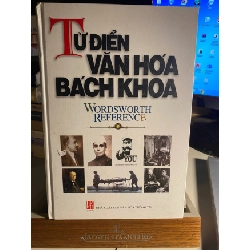 TỪ ĐIỂN
VĂN HÓA
BÁCH KHOA
WORDSWORTH
REFERENCE